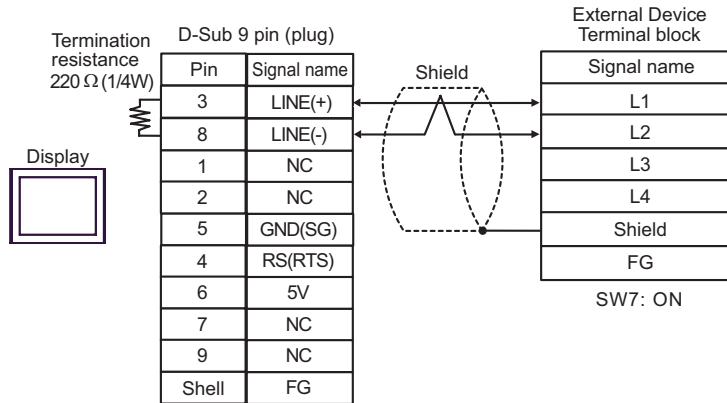 External Device
Terminal block
D-Sub 9 pin (plug)
Termination
resistance
220 Ω (1/4W)
Pin Signal name
Shield
Signal name
3 LINE(+)
L1
8 LINE(-)
L2
Display
1 NC
L3
2 NC
L4
5 GND(SG)
Shield
4 RS(RTS)
FG
6 5V
SW7: ON
7 NC
9 NC
Shell FG